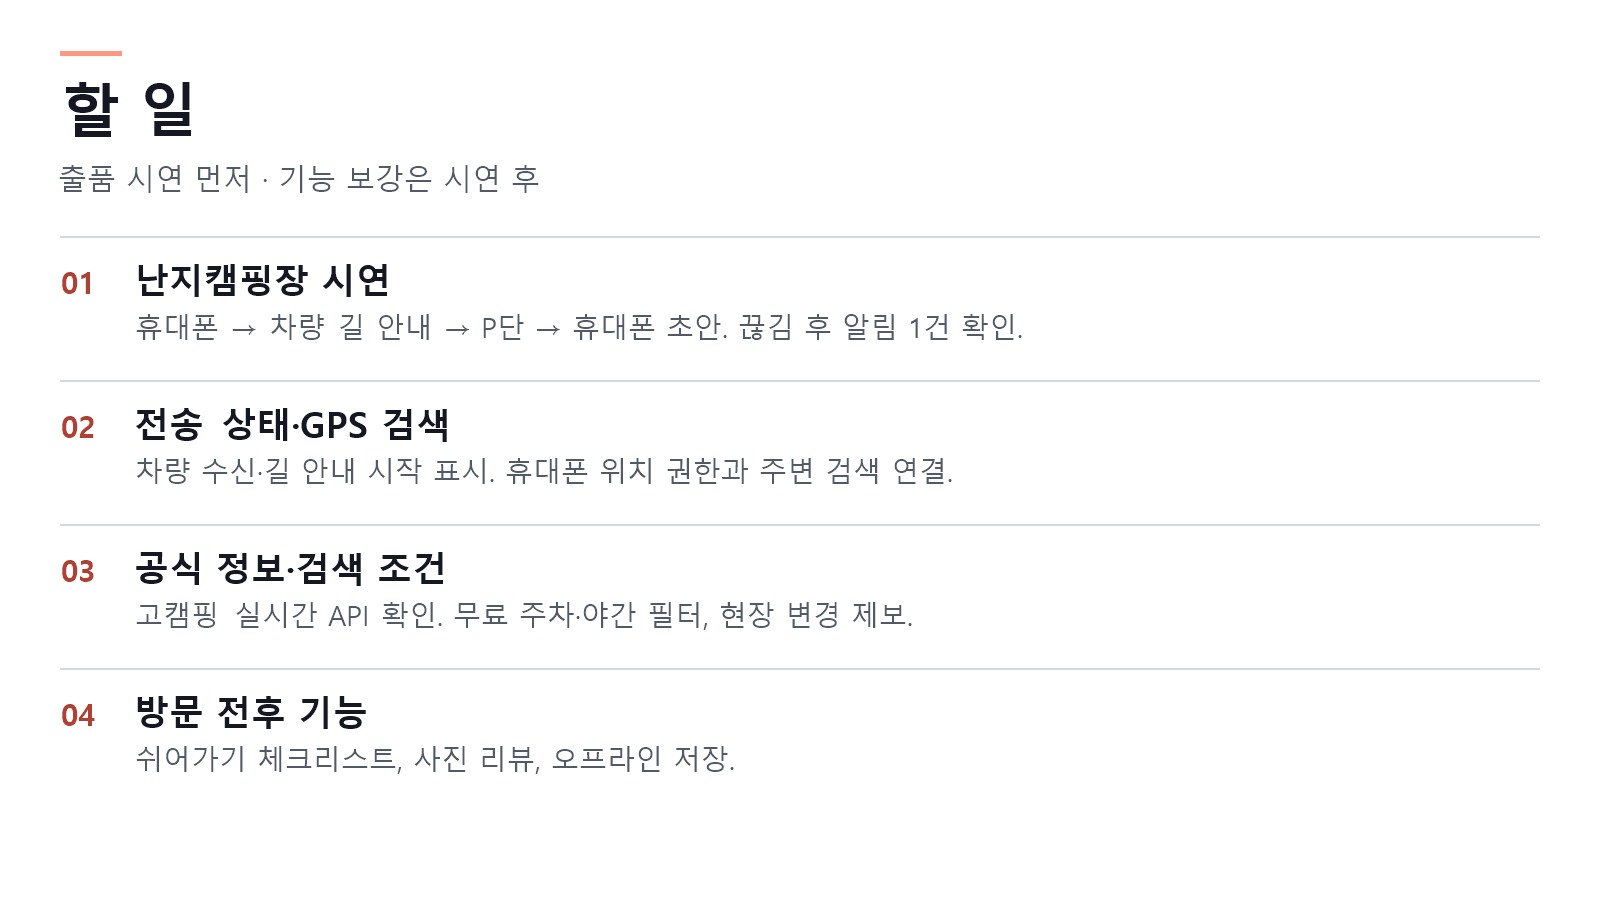 할 일
출품 시연 먼저 · 기능 보강은 시연 후
01 난지캠핑장 시연
휴대폰 → 차량 길 안내 → P단 → 휴대폰 초안. 끊김 후 알림 1건 확인.
02 전송 상태·GPS 검색
차량 수신·길 안내 시작 표시. 휴대폰 위치 권한과 주변 검색 연결.
03 공식 정보·검색 조건
고캠핑 실시간 API 확인. 무료 주차·야간 필터, 현장 변경 제보.
04 방문 전후 기능
쉬어가기 체크리스트, 사진 리뷰, 오프라인 저장.